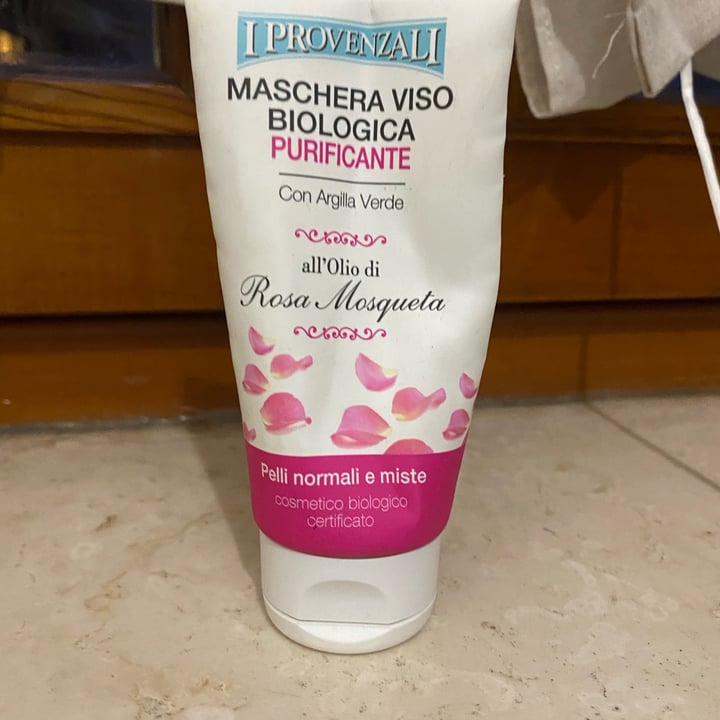 I PROVENZALI
MASCHERA VISO
BIOLOGICA
PURIFICANTE
Con Argilla Verde
all'Olio di
Rosa Mosqueta
Pelli normali e miste
cosmetico biologico
certificato